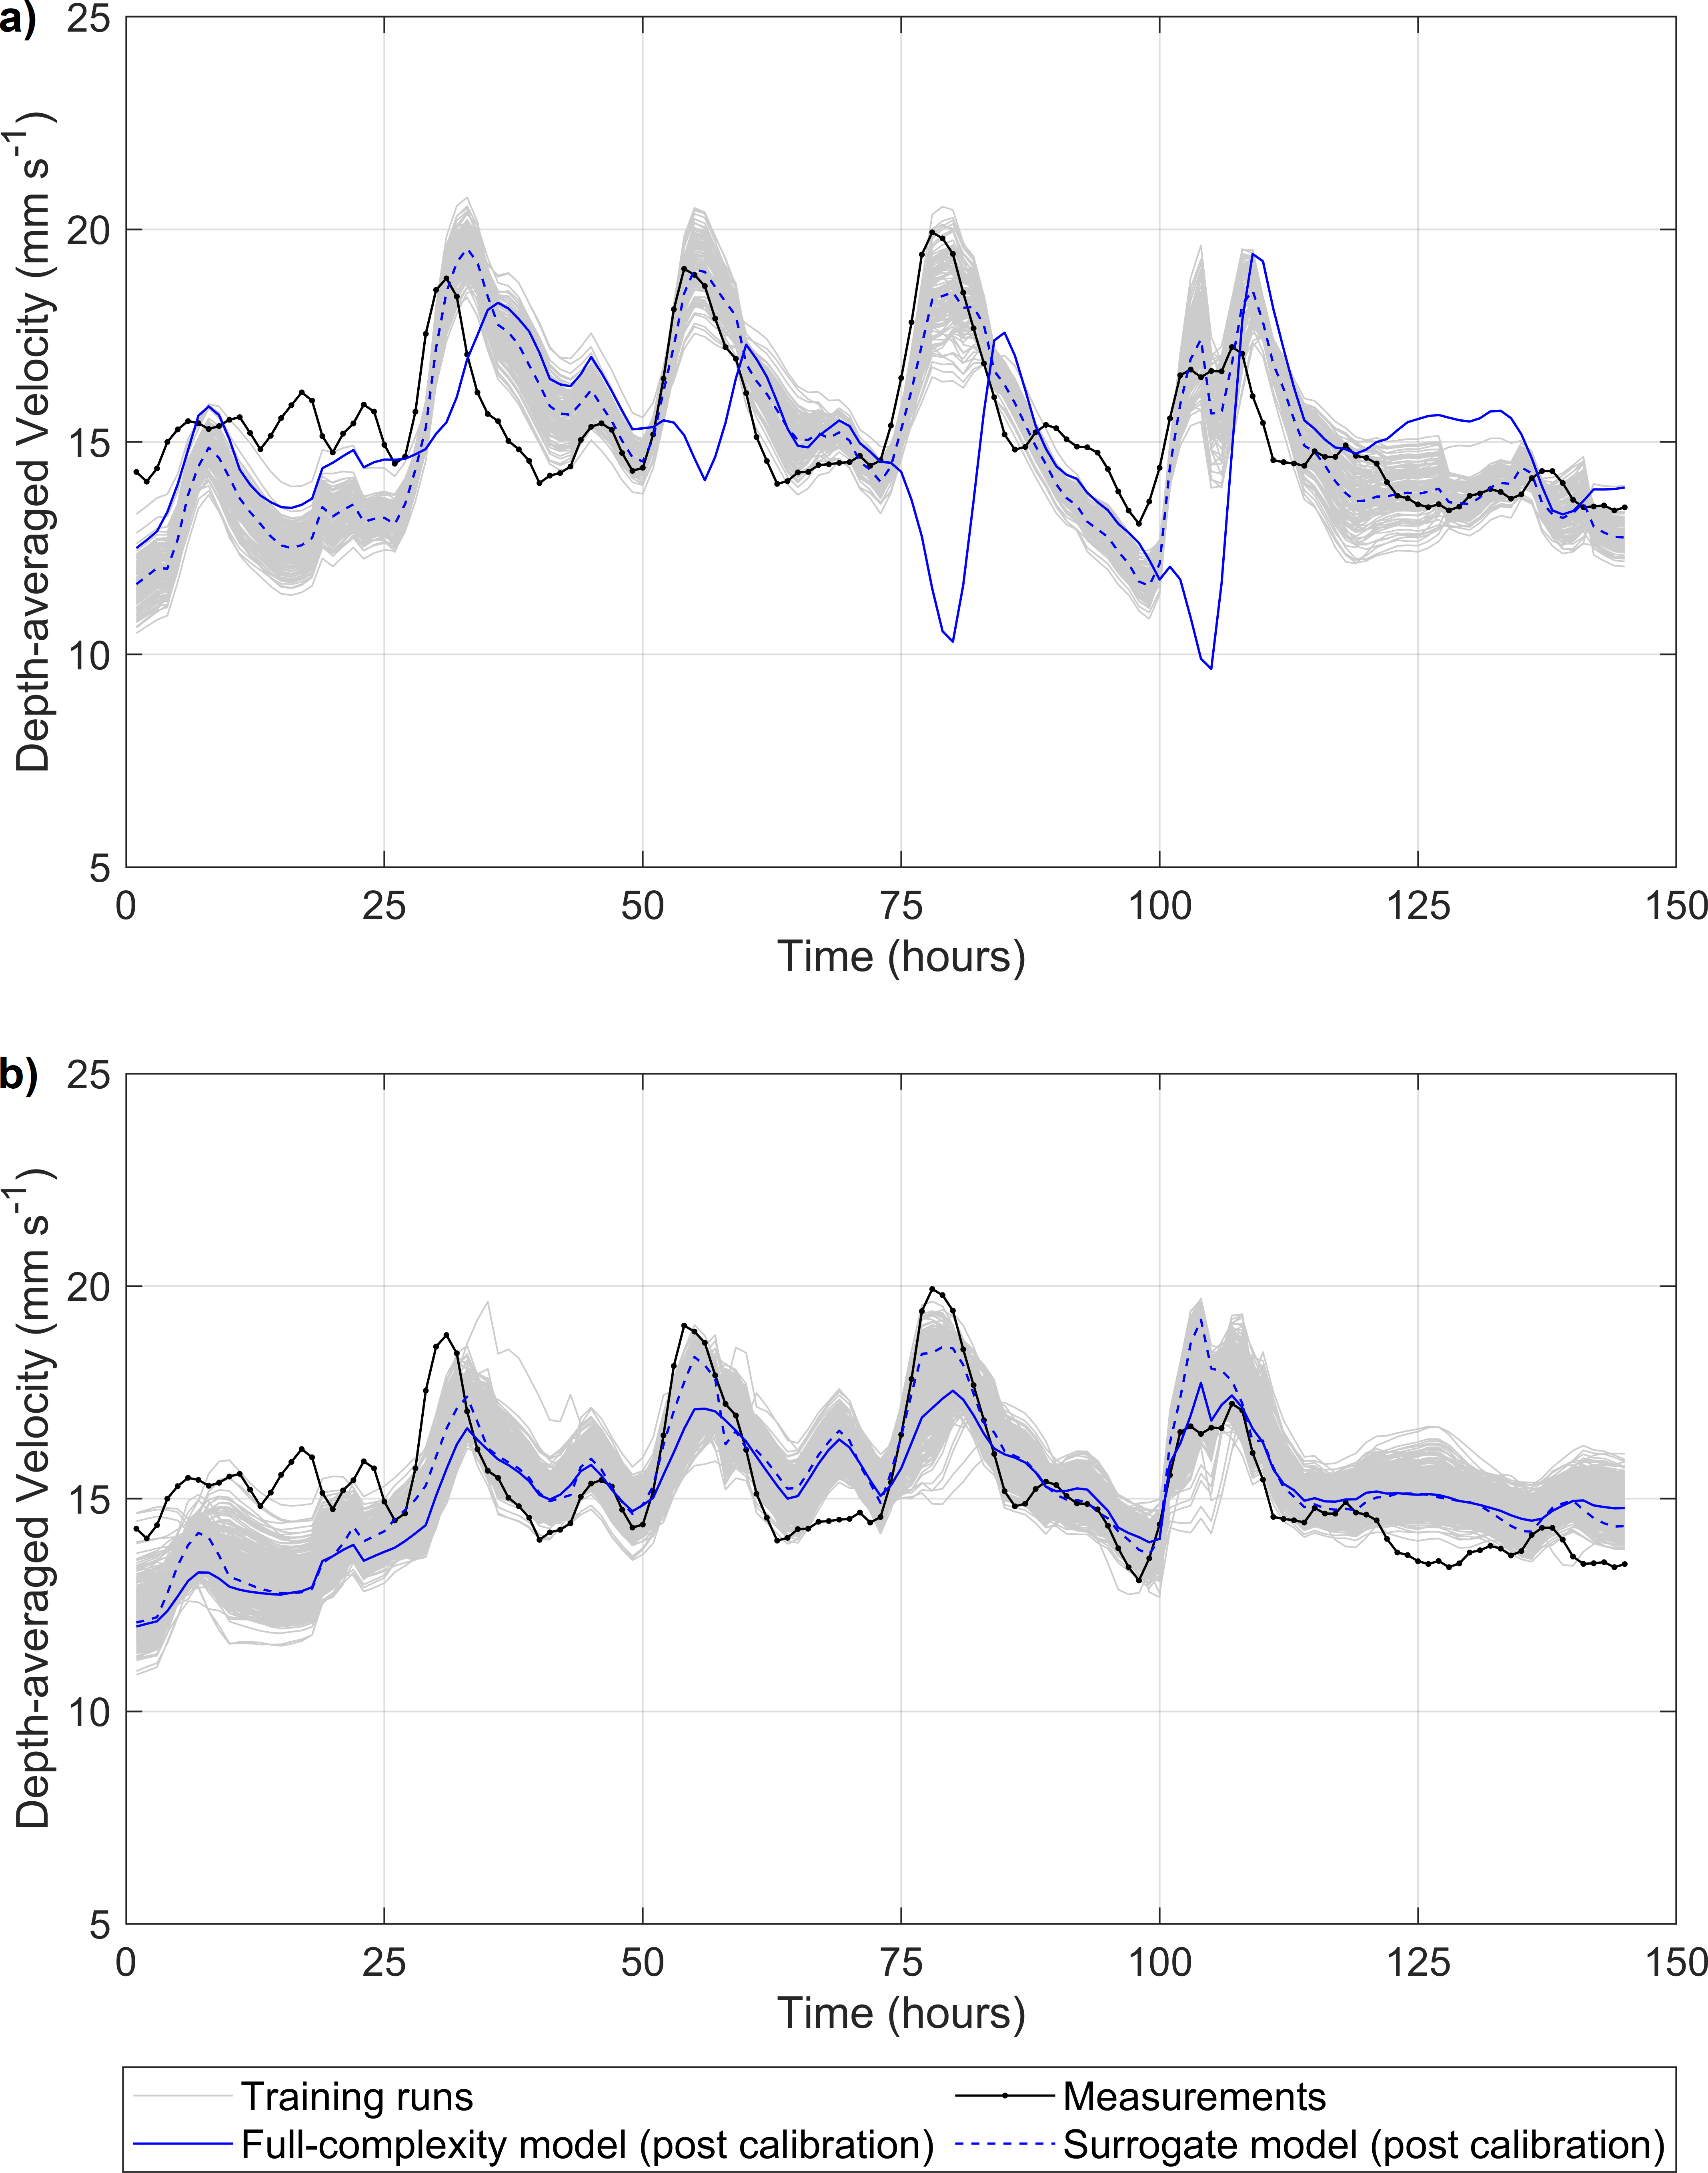 a)
25
20
15
10
5
Depth-averaged Velocity (mm s-1)
0 25 50 75 100 125 150
Time (hours)
b)
25
20
15
10
5
Depth-averaged Velocity (mm s-1)
0 25 50 75 100 125 150
Time (hours)
Training runs Measurements
Full-complexity model (post calibration) Surrogate model (post calibration)